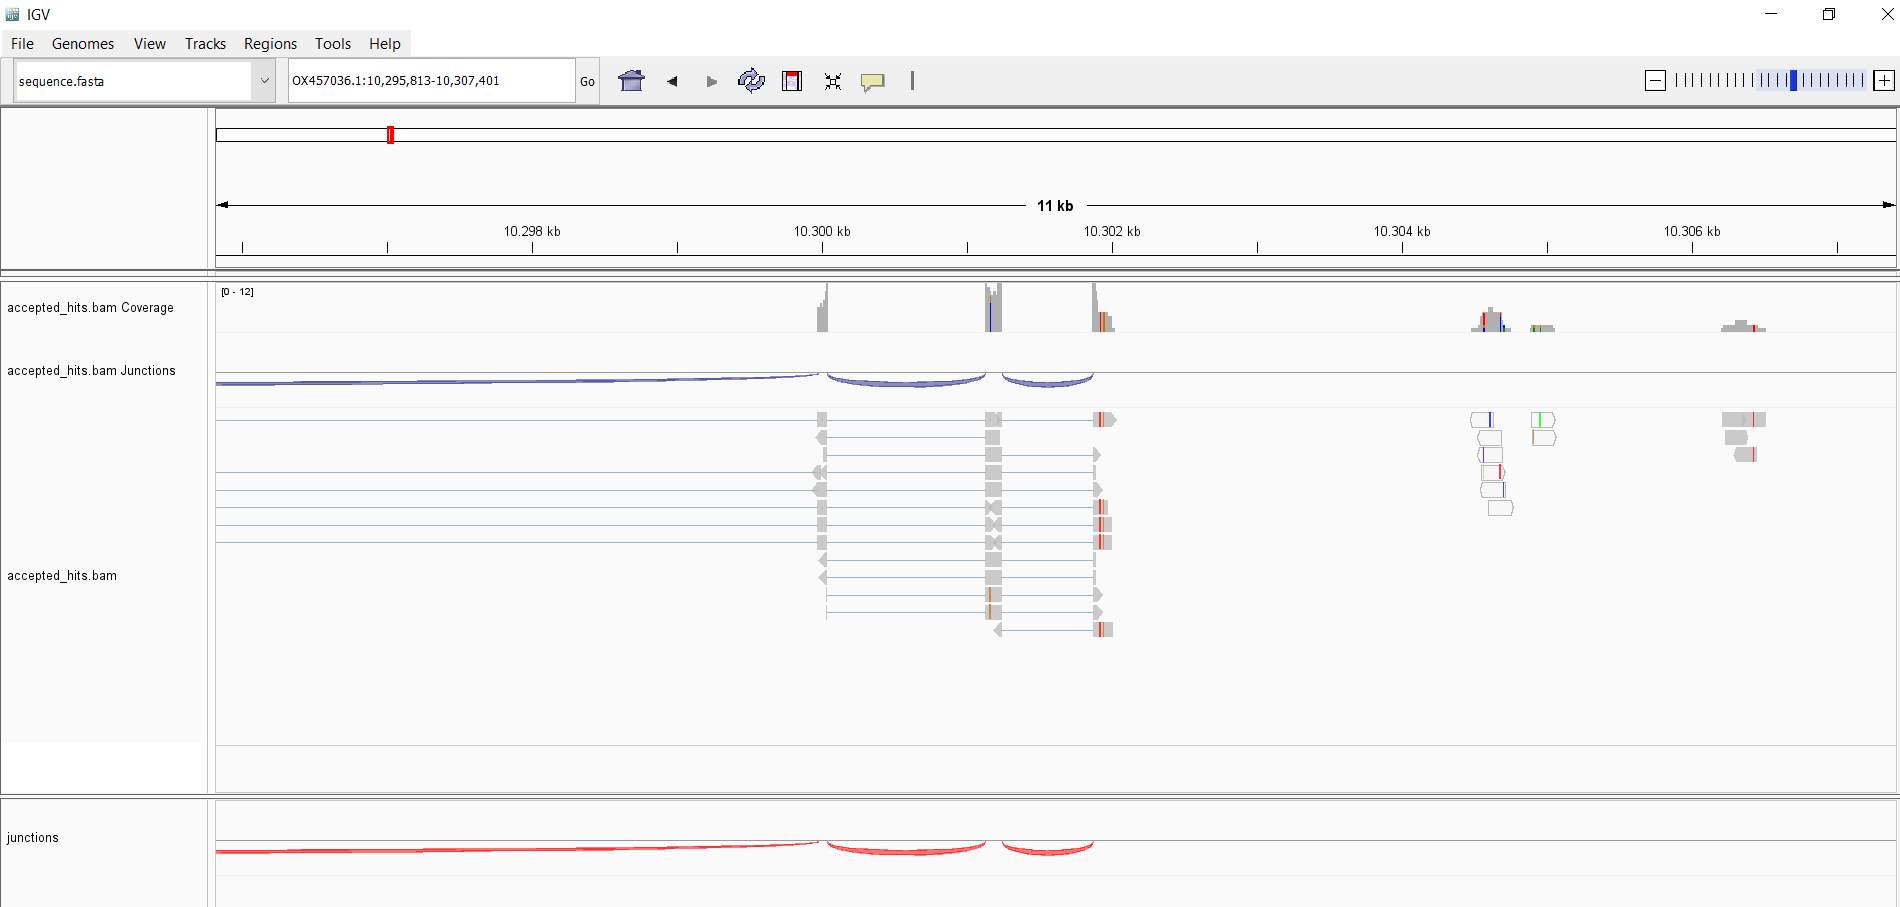 IGV
File Genomes View Tracks Regions Tools Help
sequence.fasta OX457036.1:10,295,813-10,307,401 Go
11 kb
10.298 kb 10.300 kb 10.302 kb 10.304 kb 10.306 kb
[0 - 12]
accepted_hits.bam Coverage
accepted_hits.bam Junctions
accepted_hits.bam
junctions